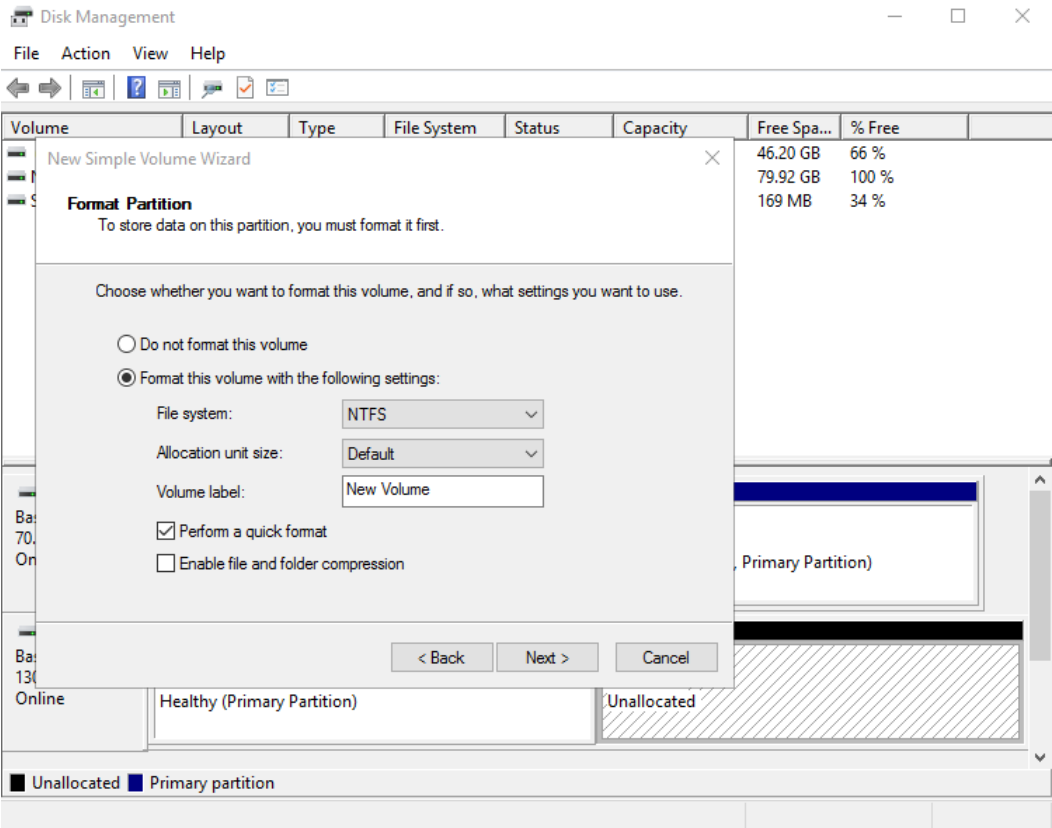 Disk Management
File Action View Help
Volume Layout Type File System Status Capacity Free Spa... % Free
46.20 GB 66 %
79.92 GB 100 %
169 MB 34 %
New Simple Volume Wizard
Format Partition
To store data on this partition, you must format it first.
Choose whether you want to format this volume, and if so, what settings you want to use.
Do not format this volume
Format this volume with the following settings:
File system: NTFS
Allocation unit size: Default
Volume label: New Volume
Perform a quick format
Enable file and folder compression
< Back Next > Cancel
70.
On
, Primary Partition)
130
Online
Healthy (Primary Partition)
Unallocated
Unallocated Primary partition